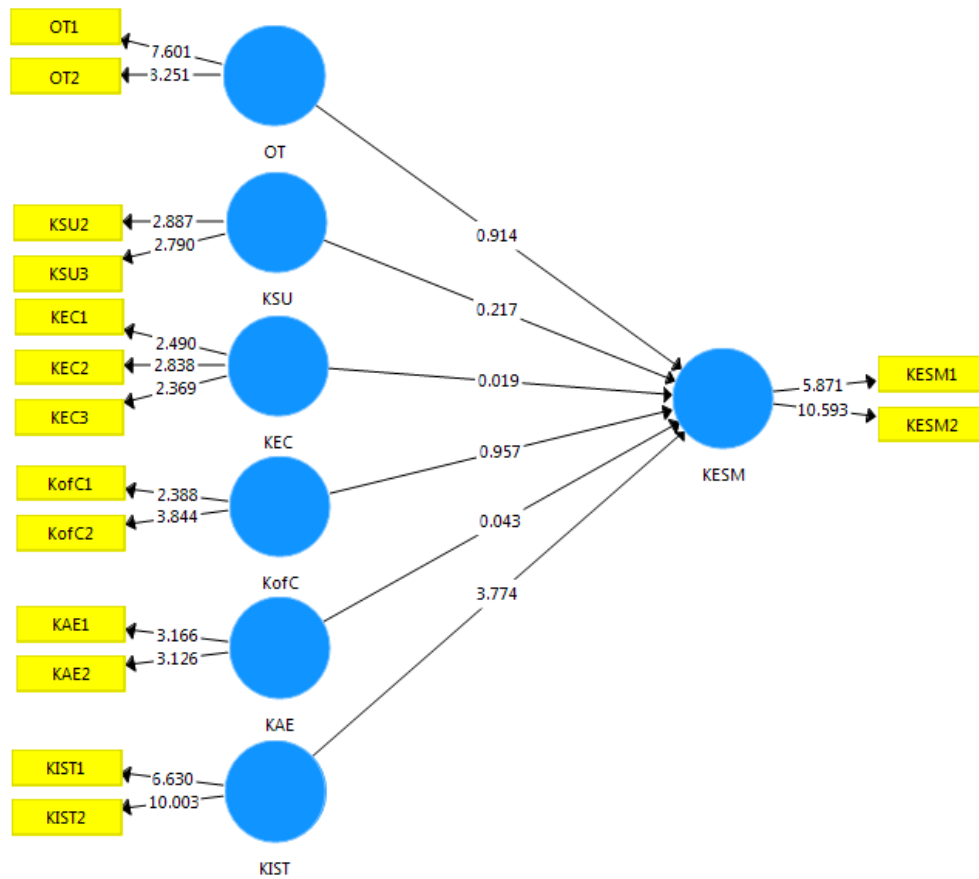 OT1
7.601
OT2
OT
0.914
KSU2
2.887
KSU3
2.790
KSU
0.217
KEC1
2.490
KEC2
2.838
KEC3
2.369
KEC
0.019
KESM1
5.871
KESM2
10.593
KESM
KofC1
2.388
KofC2
3.844
KofC
0.957
KAE1
3.166
KAE2
3.126
KAE
0.043
KIST1
6.630
KIST2
10.003
KIST
3.774